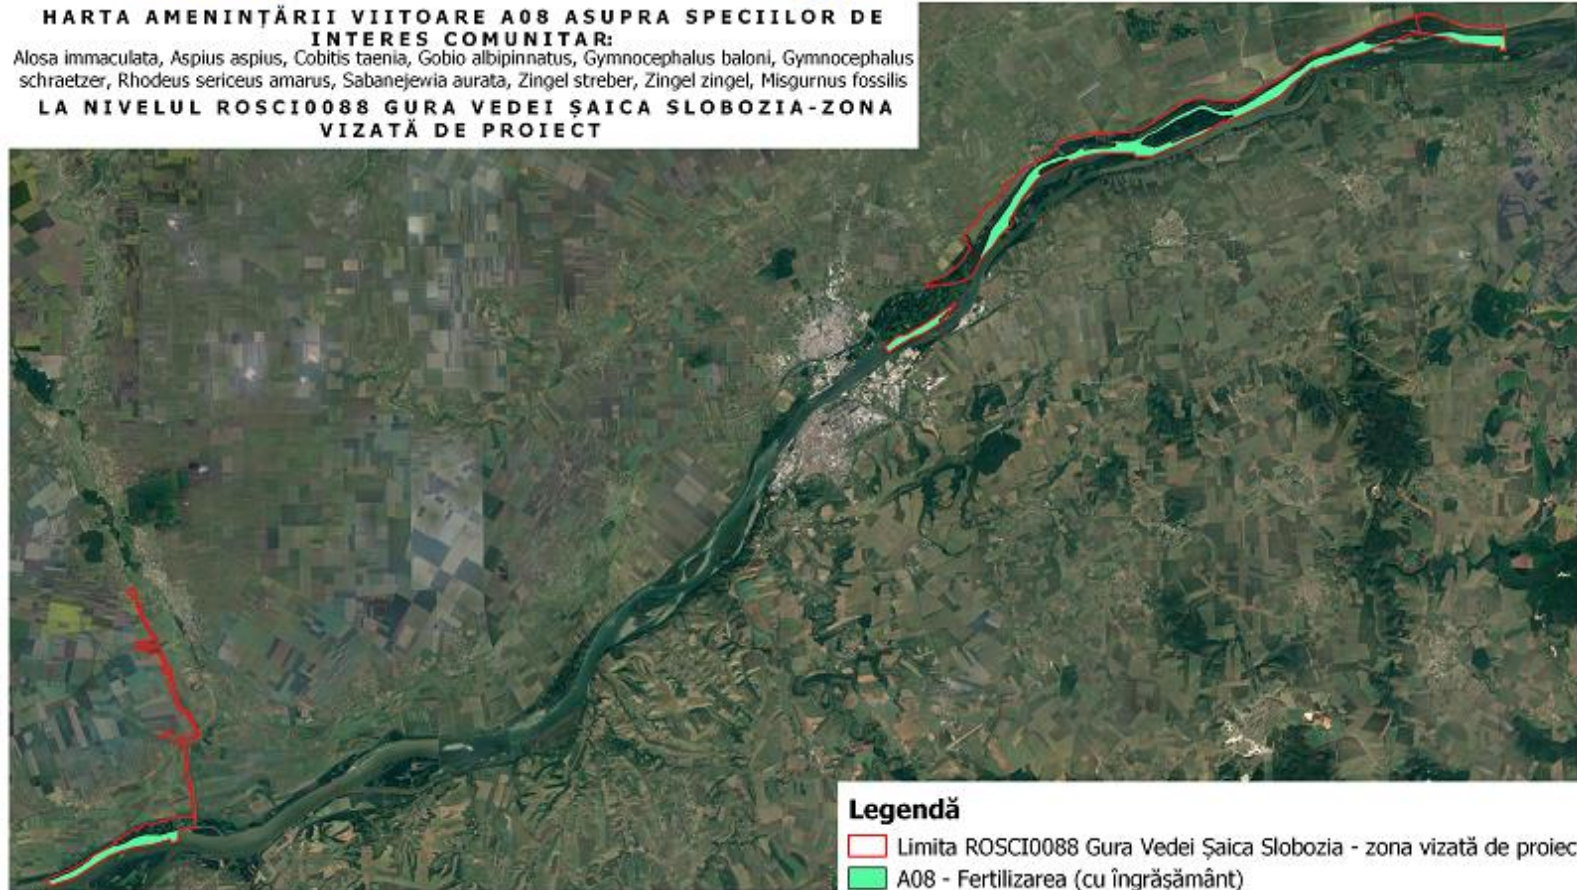 HARTA AMENINȚĂRII VIITOARE A08 ASUPRA SPECIILOR DE
INTERES COMUNITAR:
Alosa immaculata, Aspius aspius, Cobitis taenia, Gobio albipinnatus, Gymnocephalus baloni, Gymnocephalus
schraetzer, Rhodeus sericeus amarus, Sabanejewia aurata, Zingel streber, Zingel zingel, Misgurnus fossilis
LA NIVELUL ROSCI0088 GURA VEDEI ȘAICA SLOBOZIA-ZONA
VIZATĂ DE PROIECT
Legendă
Limita ROSCI0088 Gura Vedei Șaica Slobozia - zona vizată de proiec
A08 - Fertilizarea (cu îngrășământ)